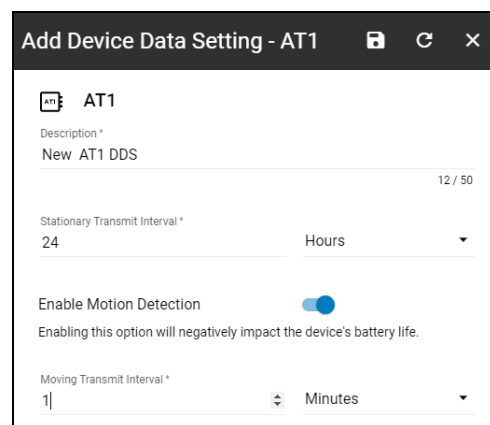 Add Device Data Setting - AT1
AT1 AT1
Description *
New AT1 DDS
12 / 50
Stationary Transmit Interval *
24 Hours
Enable Motion Detection
Enabling this option will negatively impact the device's battery life.
Moving Transmit Interval *
1 Minutes